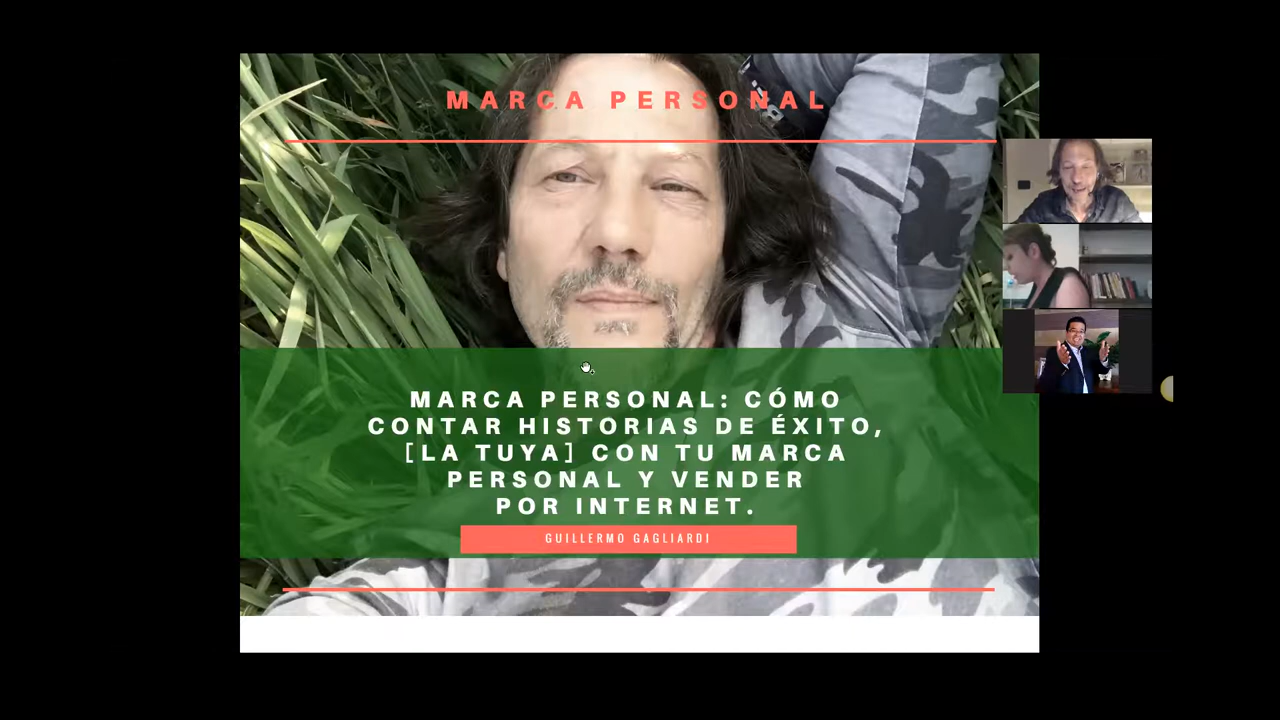 MARCA PERSONAL
MARCA PERSONAL: CÓMO
CONTAR HISTORIAS DE ÉXITO,
[LA TUYA] CON TU MARCA
PERSONAL Y VENDER
POR INTERNET.
GUILLERMO GAGLIARDI